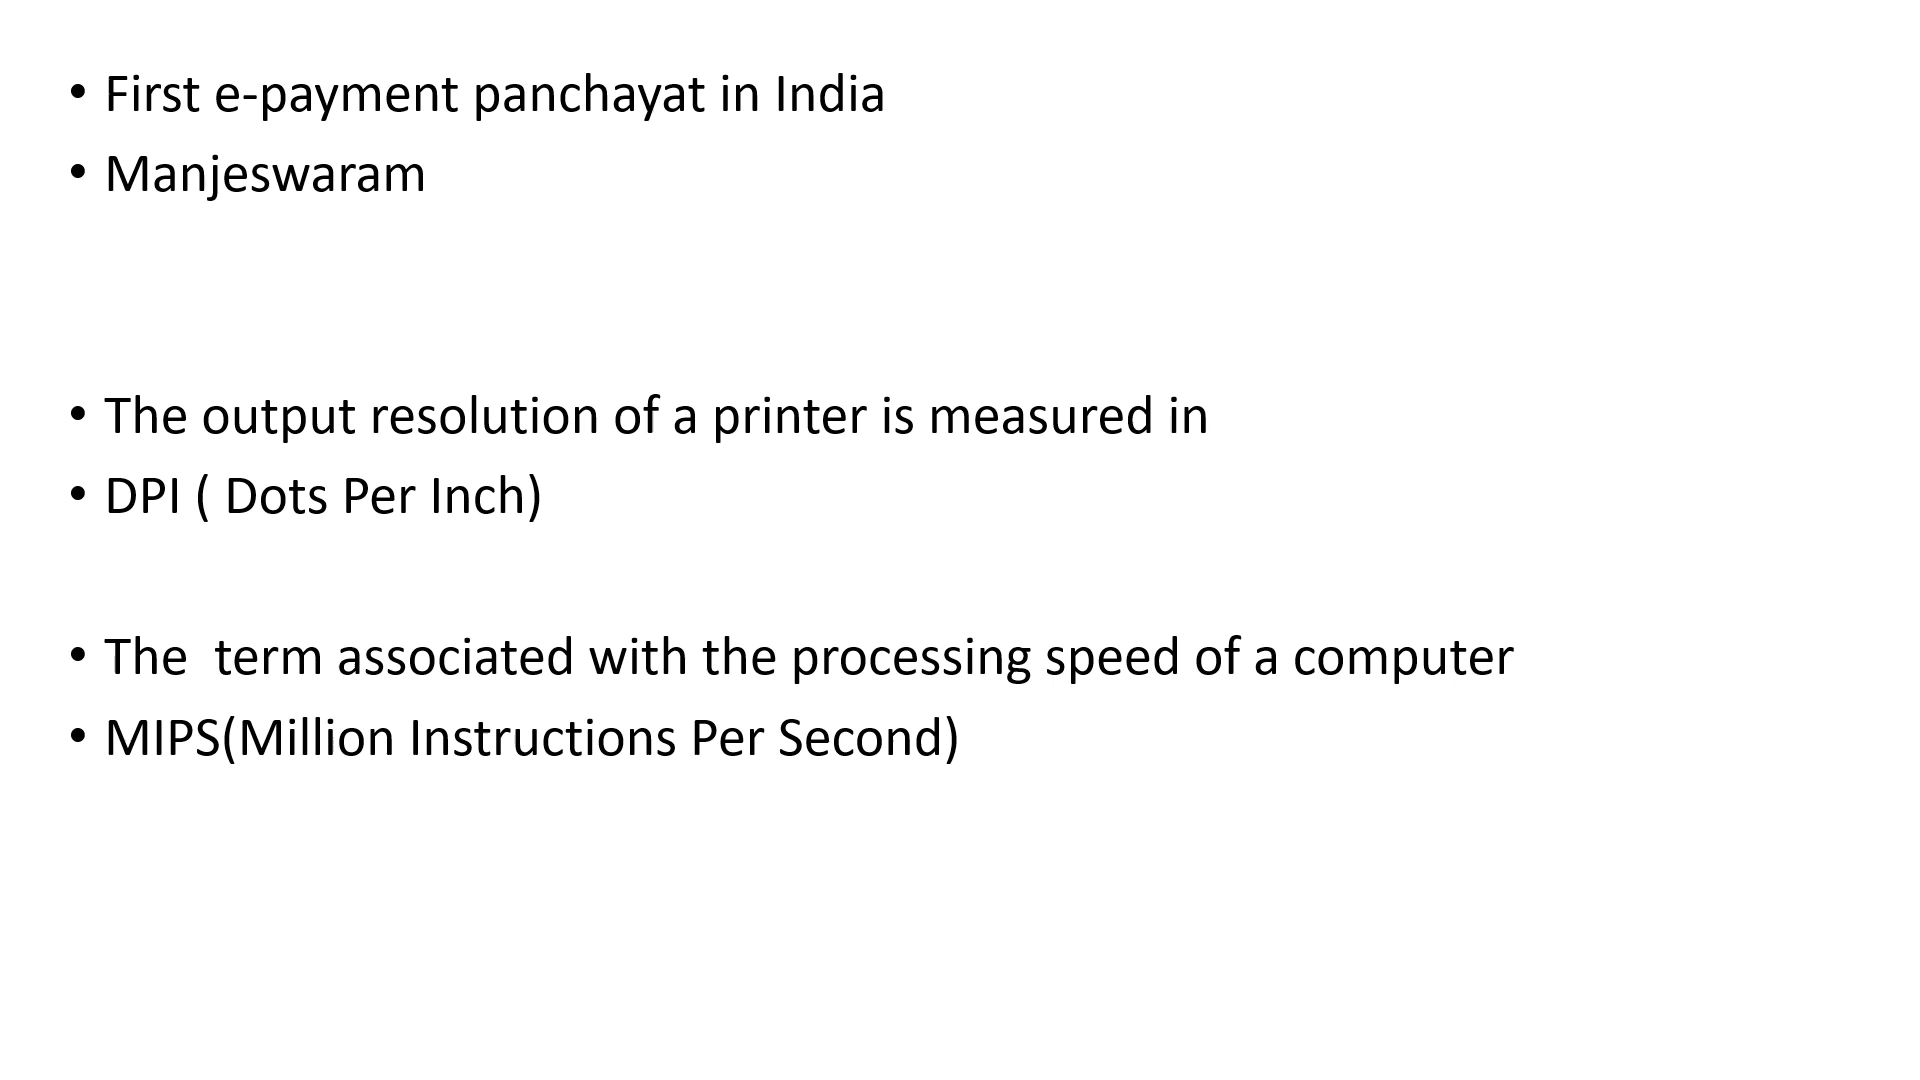 • First e-payment panchayat in India
• Manjeswaram
• The output resolution of a printer is measured in
• DPI ( Dots Per Inch)
• The  term associated with the processing speed of a computer
• MIPS(Million Instructions Per Second)